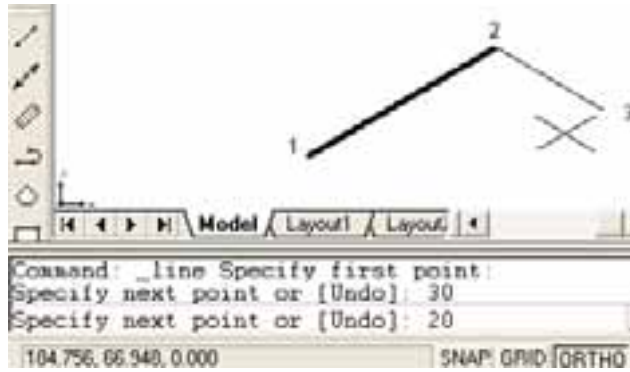 2
1
Model Layout1
Command: _line Specify first point:
Specify next point or [Undo]: 30
Specify next point or [Undo]: 20
104.756, 66.948, 0.000 SNAP GRID ORTHO